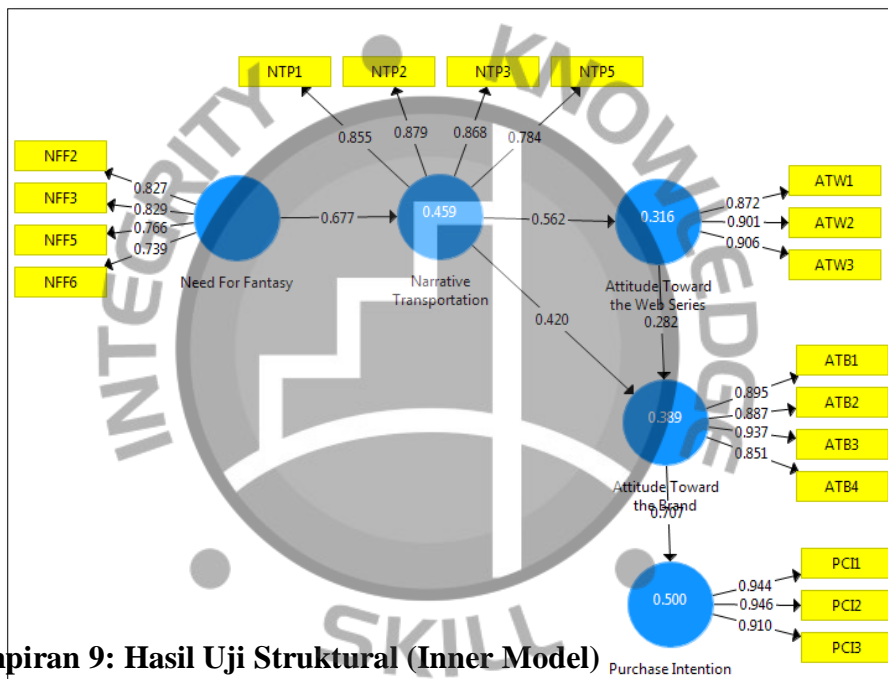 NTP1
NTP2
NTP3
NTP5
0.855
0.879
0.868
0.784
NFF2
NFF3
NFF5
NFF6
0.827
0.829
0.766
0.739
Need For Fantasy
0.677
0.459
Narrative
Transportation
0.562
0.420
0.316
Attitude Toward
the Web Series
0.872
0.901
0.906
ATW1
ATW2
ATW3
0.282
0.389
Attitude Toward
the Brand
0.895
0.887
0.937
0.851
ATB1
ATB2
ATB3
ATB4
0.707
0.500
Purchase Intention
0.944
0.946
0.910
PCI1
PCI2
PCI3
INTEGRITY
KNOWLEDGE
SKILL
piran 9: Hasil Uji Struktural (Inner Model)